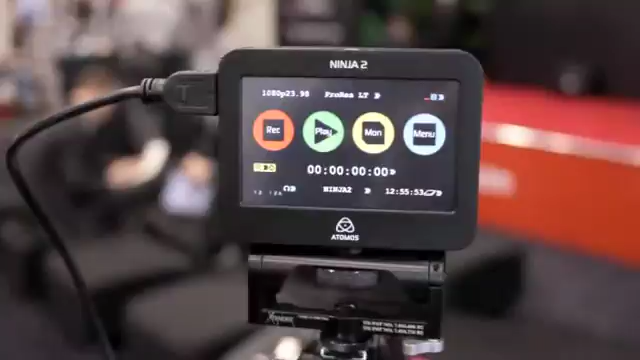 NINJA 2
1080p23.98 ProRes LT
Rec Play Mon Menu
00:00:00:00
NINJA2 12:55:53
ATOMOS